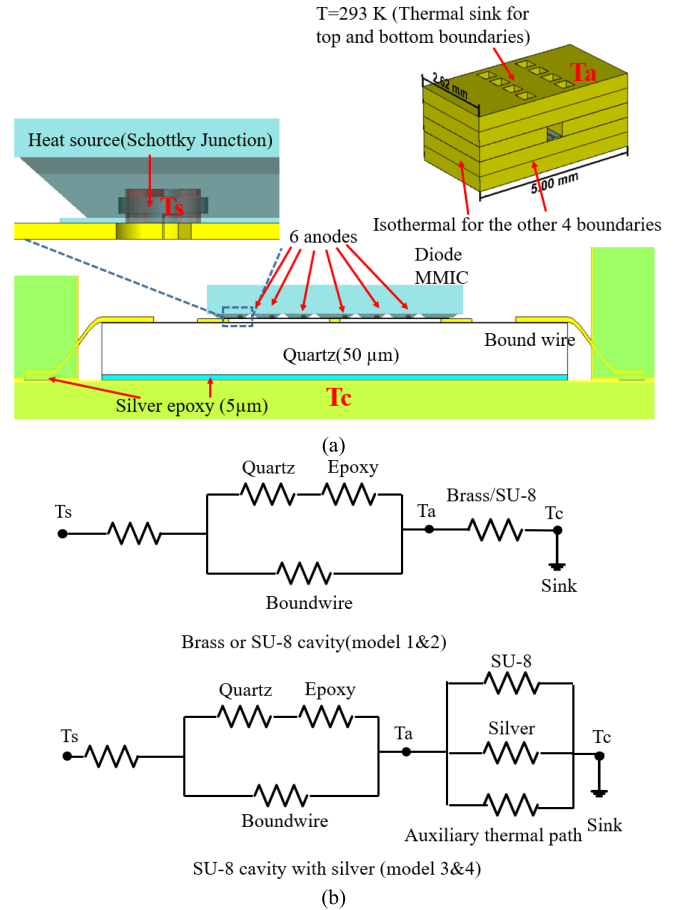 T=293 K (Thermal sink for
top and bottom boundaries)
Ta
2.62 mm
5.00 mm
Heat source(Schottky Junction)
Ts
Isothermal for the other 4 boundaries
6 anodes
Diode
MMIC
Bound wire
Quartz(50 µm)
Silver epoxy (5µm)
Tc
(a)
Quartz Epoxy
Ts
Ta
Brass/SU-8
Tc
Boundwire
Sink
Brass or SU-8 cavity(model 1&2)
SU-8
Quartz Epoxy
Ts
Ta
Silver
Tc
Boundwire
Auxiliary thermal path
Sink
SU-8 cavity with silver (model 3&4)
(b)